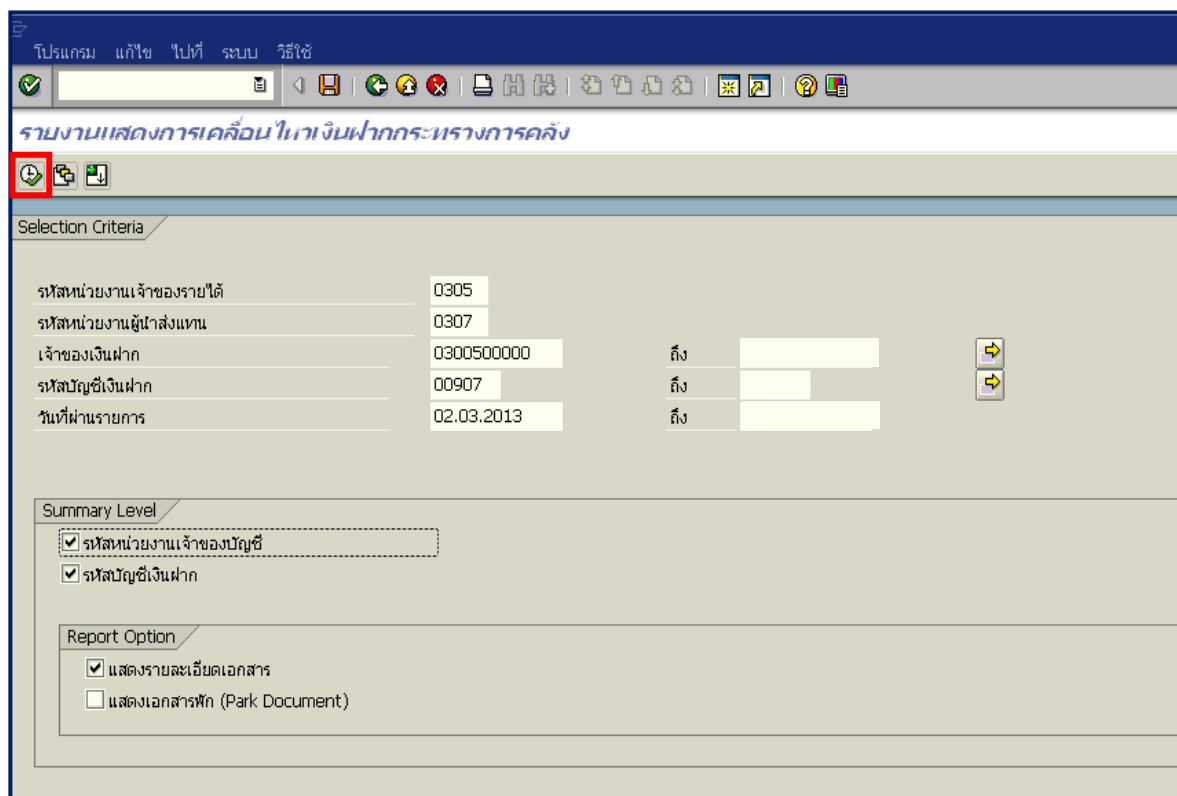 โปรแกรม แก้ไข ไปที่ ระบบ วิธีใช้
รายงานแสดงการเคลื่อนไหวเงินฝากกระทรวงการคลัง
Selection Criteria
รหัสหน่วยงานเจ้าของรายได้ 0305
รหัสหน่วยงานผู้นำส่งแทน 0307
เจ้าของเงินฝาก 0300500000 ถึง
รหัสบัญชีเงินฝาก 00907 ถึง
วันที่ผ่านรายการ 02.03.2013 ถึง
Summary Level
รหัสหน่วยงานเจ้าของบัญชี
รหัสบัญชีเงินฝาก
Report Option
แสดงรายละเอียดเอกสาร
แสดงเอกสารพัก (Park Document)